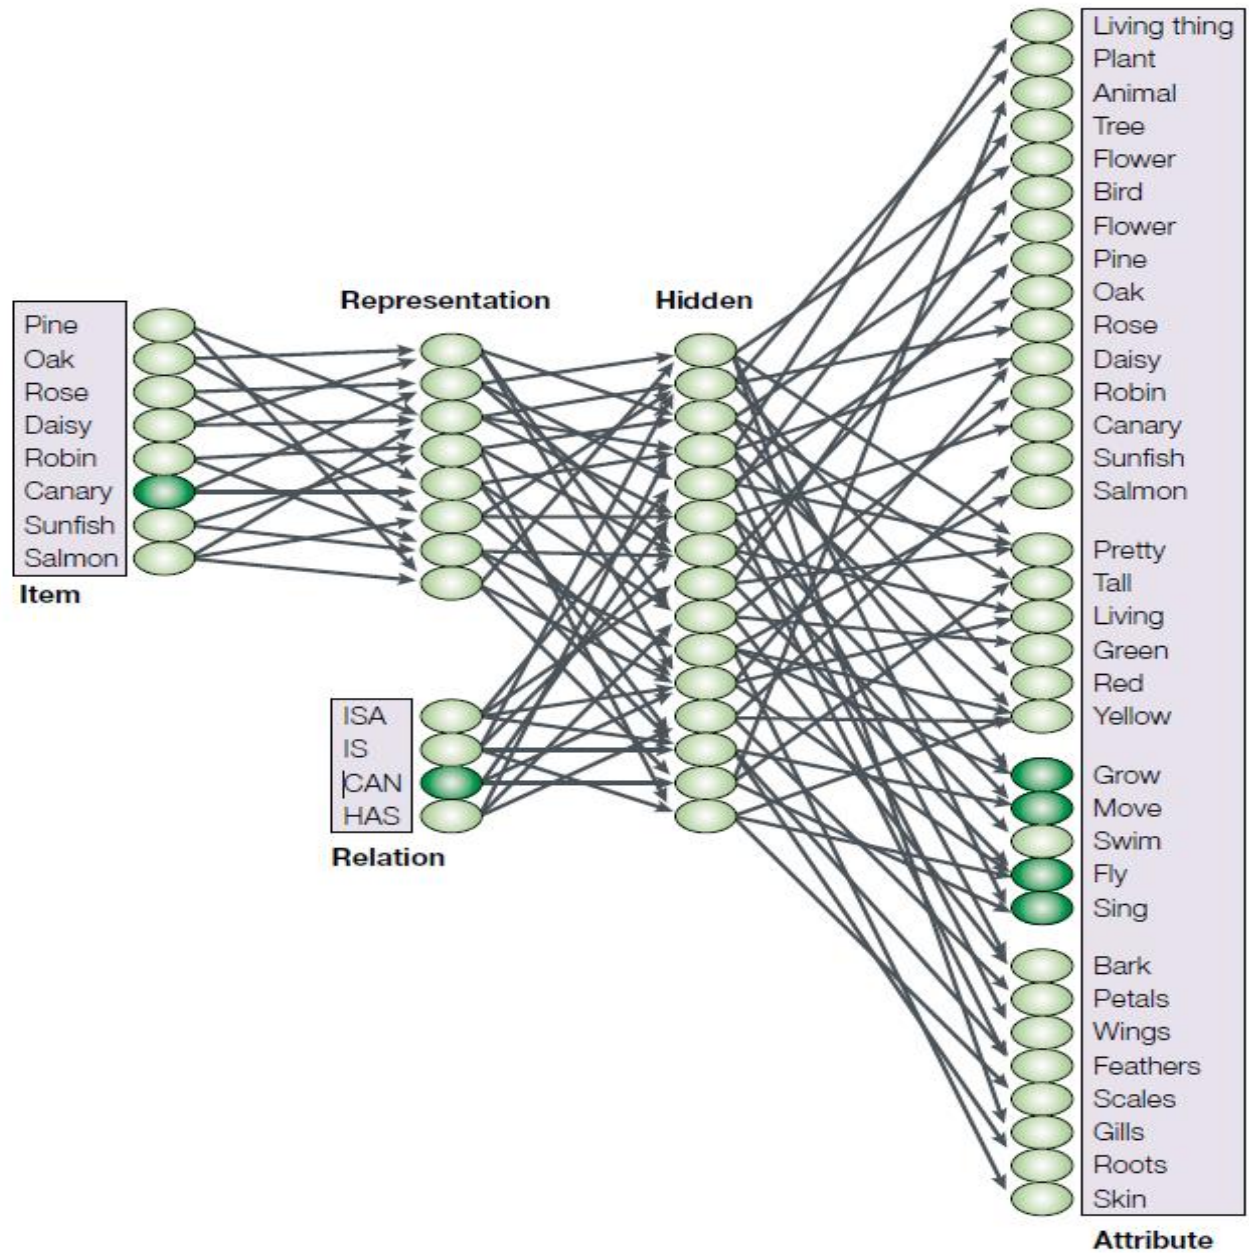 Representation
Hidden
Pine
Oak
Rose
Daisy
Robin
Canary
Sunfish
Salmon
Item
ISA
IS
CAN
HAS
Relation
Living thing
Plant
Animal
Tree
Flower
Bird
Flower
Pine
Oak
Rose
Daisy
Robin
Canary
Sunfish
Salmon
Pretty
Tall
Living
Green
Red
Yellow
Grow
Move
Swim
Fly
Sing
Bark
Petals
Wings
Feathers
Scales
Gills
Roots
Skin
Attribute